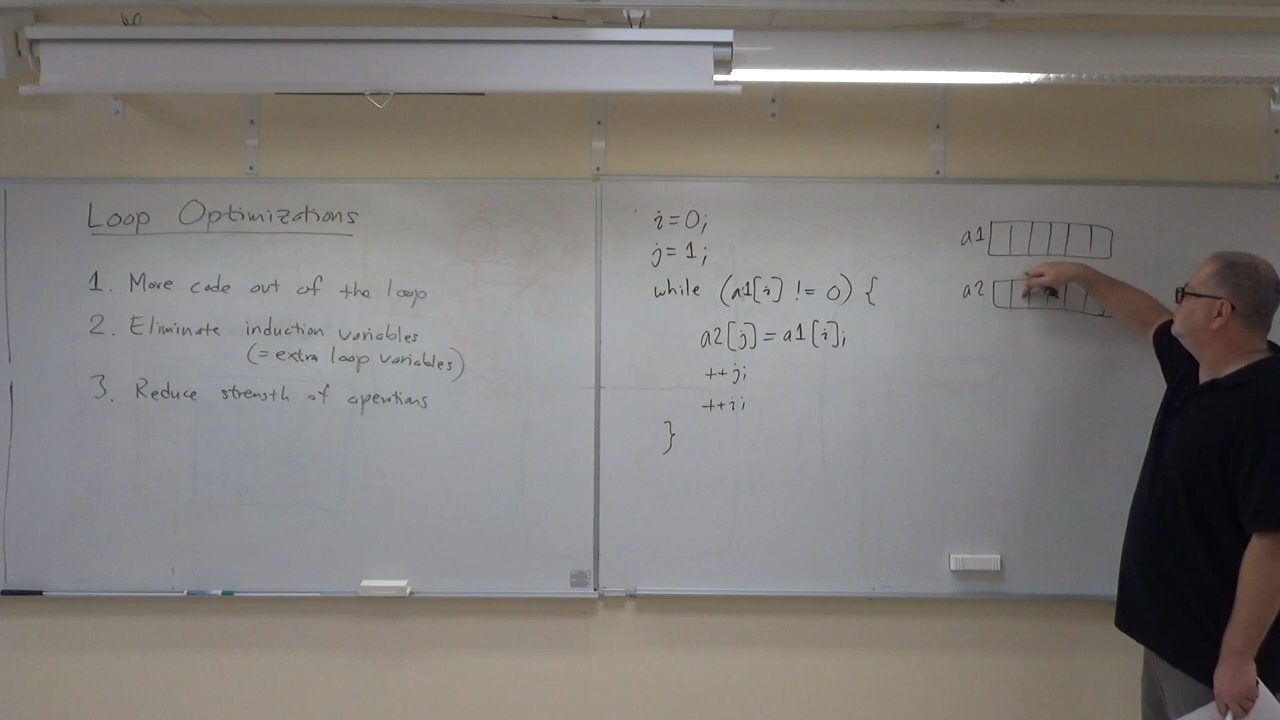 Loop Optimizations
1. Move code out of the loop
2. Eliminate induction variables
(= extra loop variables)
3. Reduce strength of operations
i=0;
j=1;
while (a1[i] != 0) {
a2[j]=a1[i];
++j;
++i;
}
a1
a2